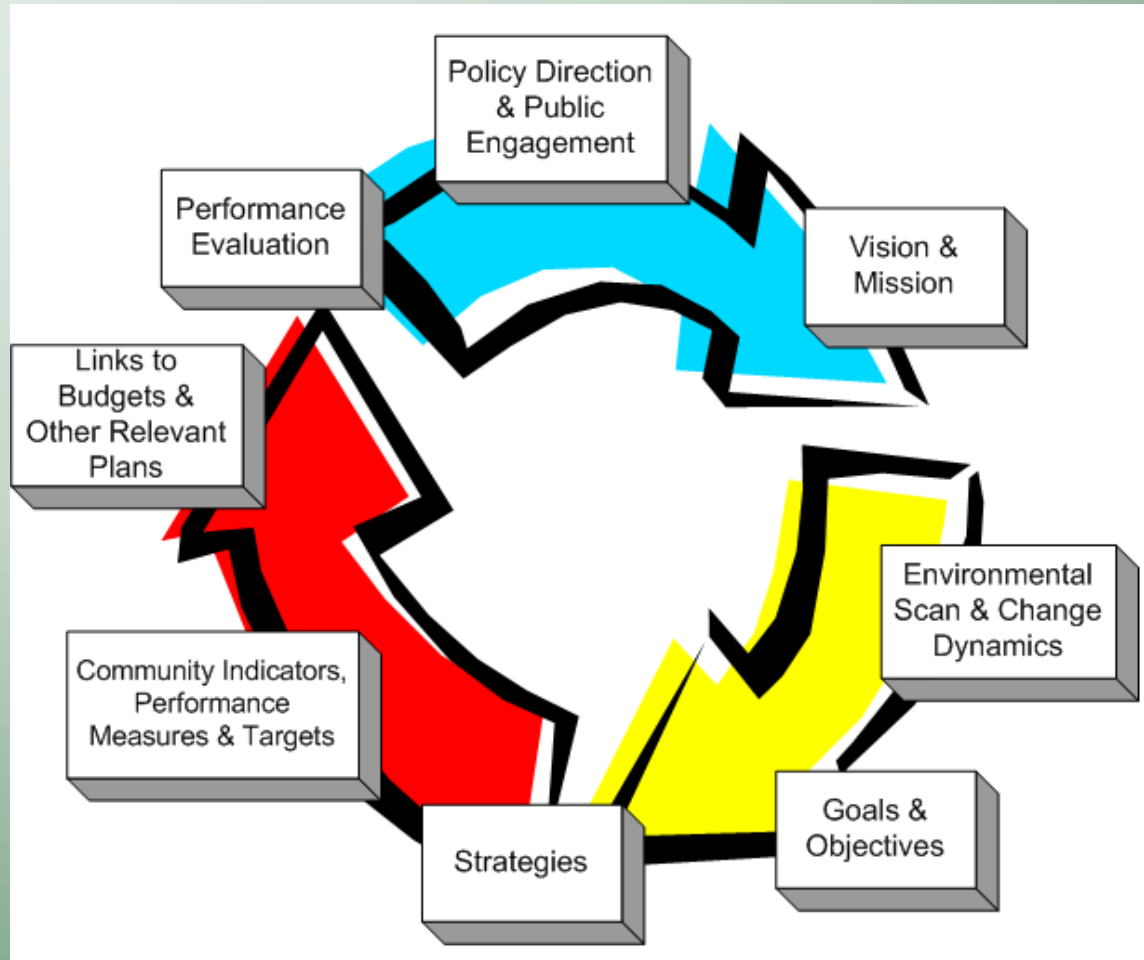 Policy Direction
& Public
Engagement
Performance
Evaluation
Vision &
Mission
Links to
Budgets &
Other Relevant
Plans
Environmental
Scan & Change
Dynamics
Community Indicators,
Performance
Measures & Targets
Goals &
Objectives
Strategies